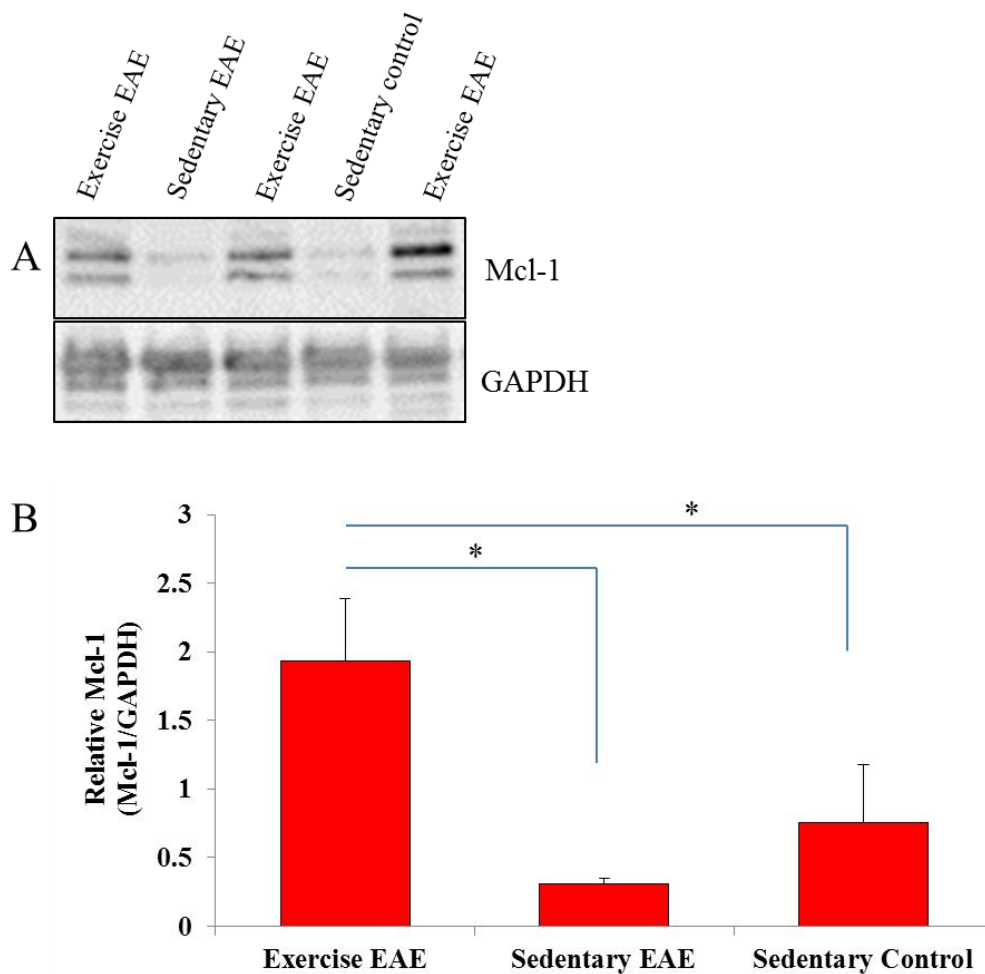 Exercise EAE
Sedentary EAE
Exercise EAE
Sedentary control
Exercise EAE
A
Mcl-1
GAPDH
B
3
2.5
2
1.5
1
0.5
0
*
*
Relative Mcl-1
(Mcl-1/GAPDH)
Exercise EAE
Sedentary EAE
Sedentary Control